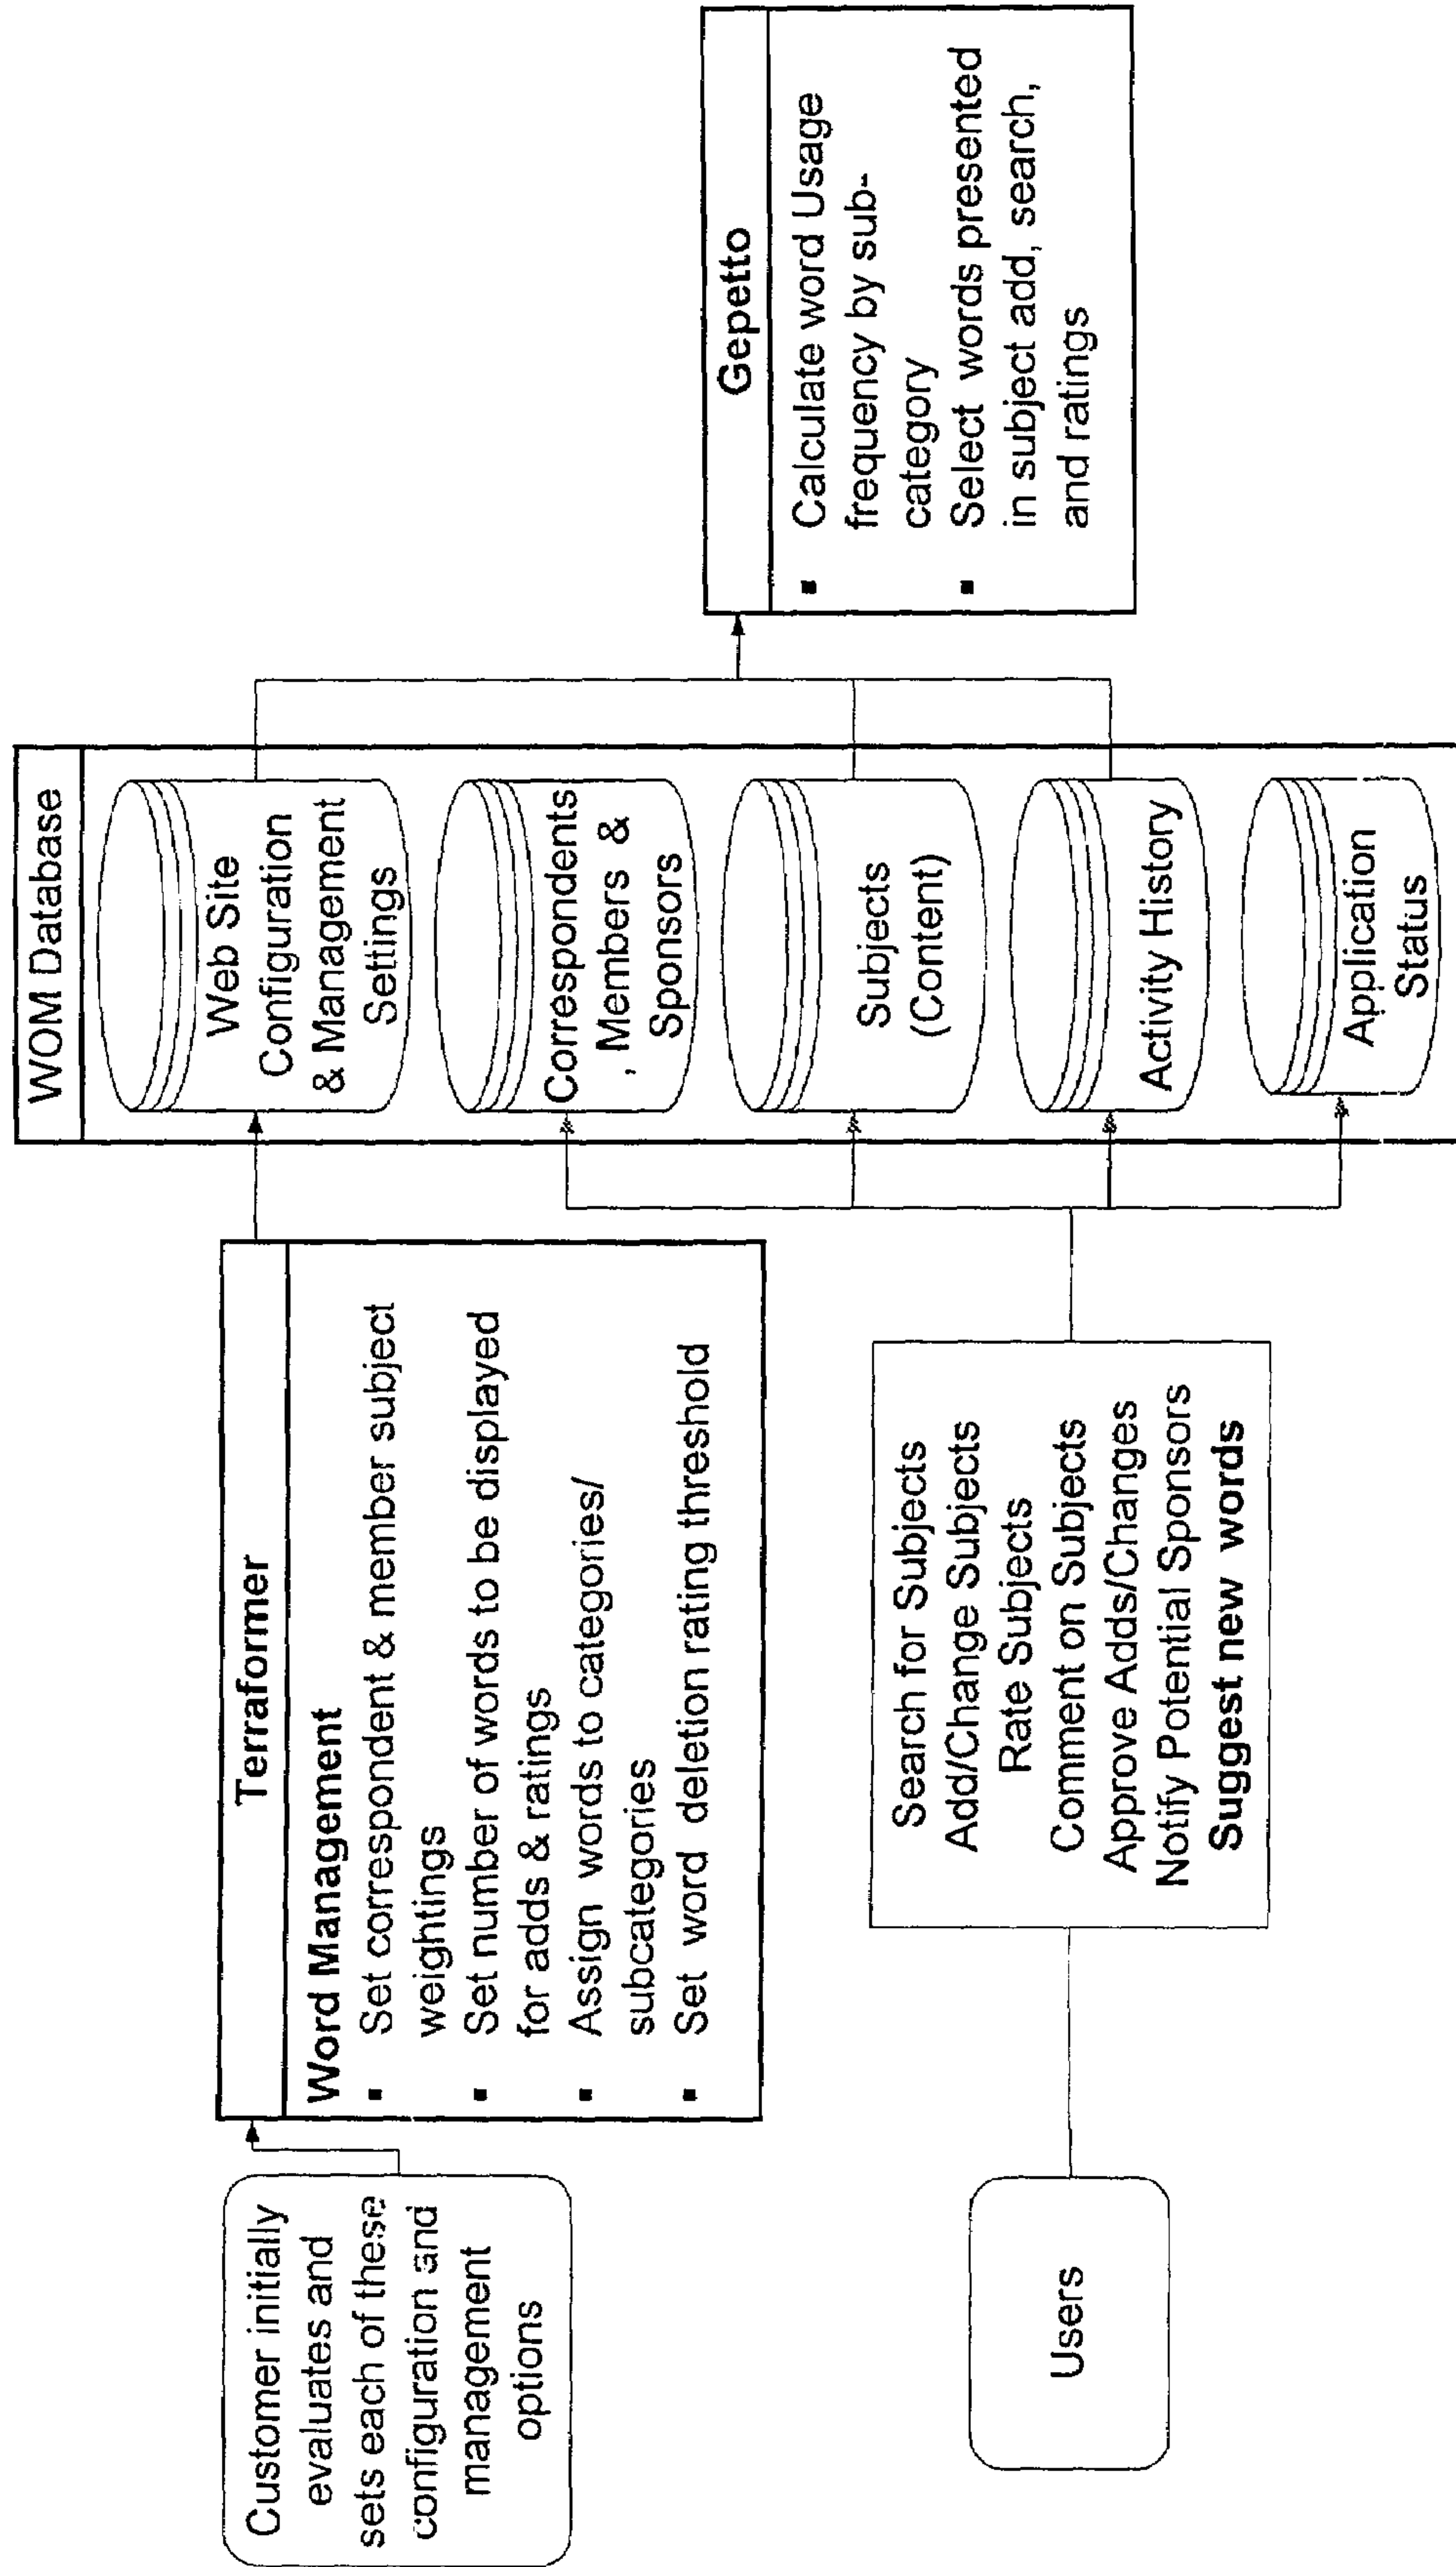 Customer initially
evaluates and
sets each of these
configuration and
management
options
Terraformer
Word Management
▪ Set correspondent & member subject
weightings
▪ Set number of words to be displayed
for adds & ratings
▪ Assign words to categories/
subcategories
▪ Set word deletion rating threshold
Users
Search for Subjects
Add/Change Subjects
Rate Subjects
Comment on Subjects
Approve Adds/Changes
Notify Potential Sponsors
Suggest new words
WOM Database
Web Site
Configuration
& Management
Settings
Correspondents
, Members &
Sponsors
Subjects
(Content)
Activity History
Application
Status
Gepetto
▪ Calculate word Usage
frequency by sub-
category
▪ Select words presented
in subject add, search,
and ratings